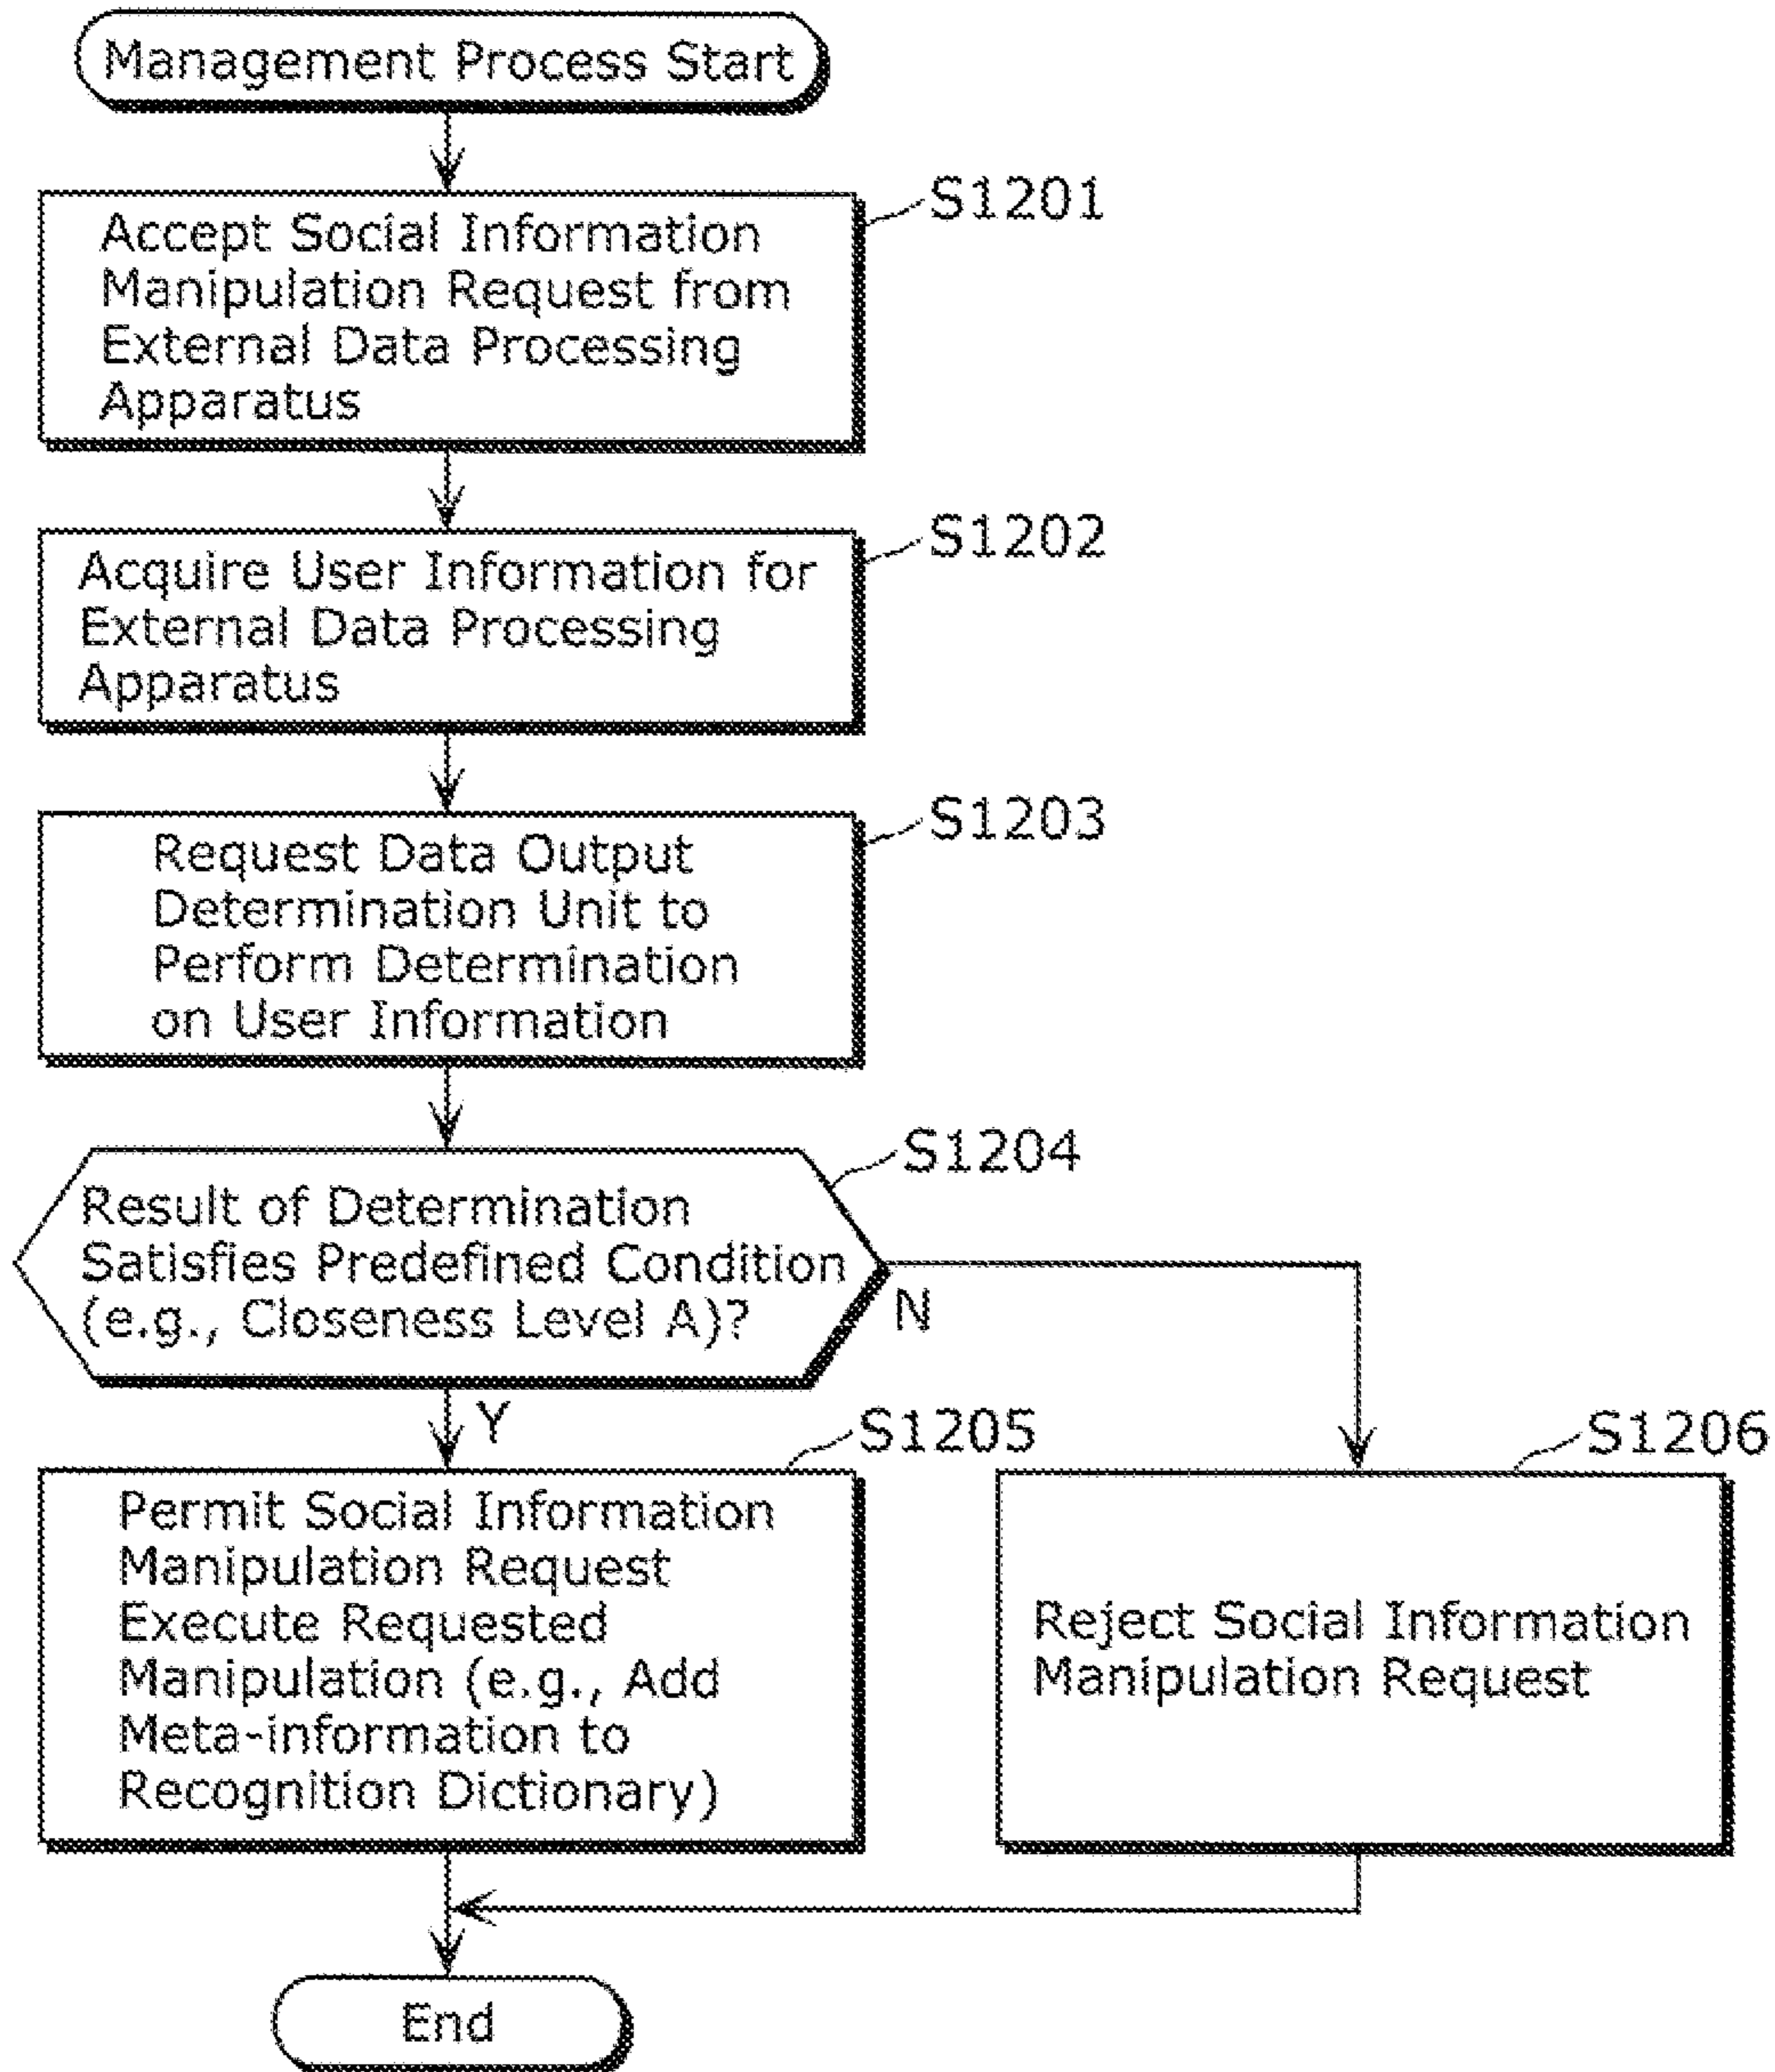 Management Process Start
S1201
Accept Social Information
Manipulation Request from
External Data Processing
Apparatus
S1202
Acquire User Information for
External Data Processing
Apparatus
S1203
Request Data Output
Determination Unit to
Perform Determination
on User Information
S1204
Result of Determination
Satisfies Predefined Condition
(e.g., Closeness Level A)?
N
Y
S1205
Permit Social Information
Manipulation Request
Execute Requested
Manipulation (e.g., Add
Meta-information to
Recognition Dictionary)
S1206
Reject Social Information
Manipulation Request
End